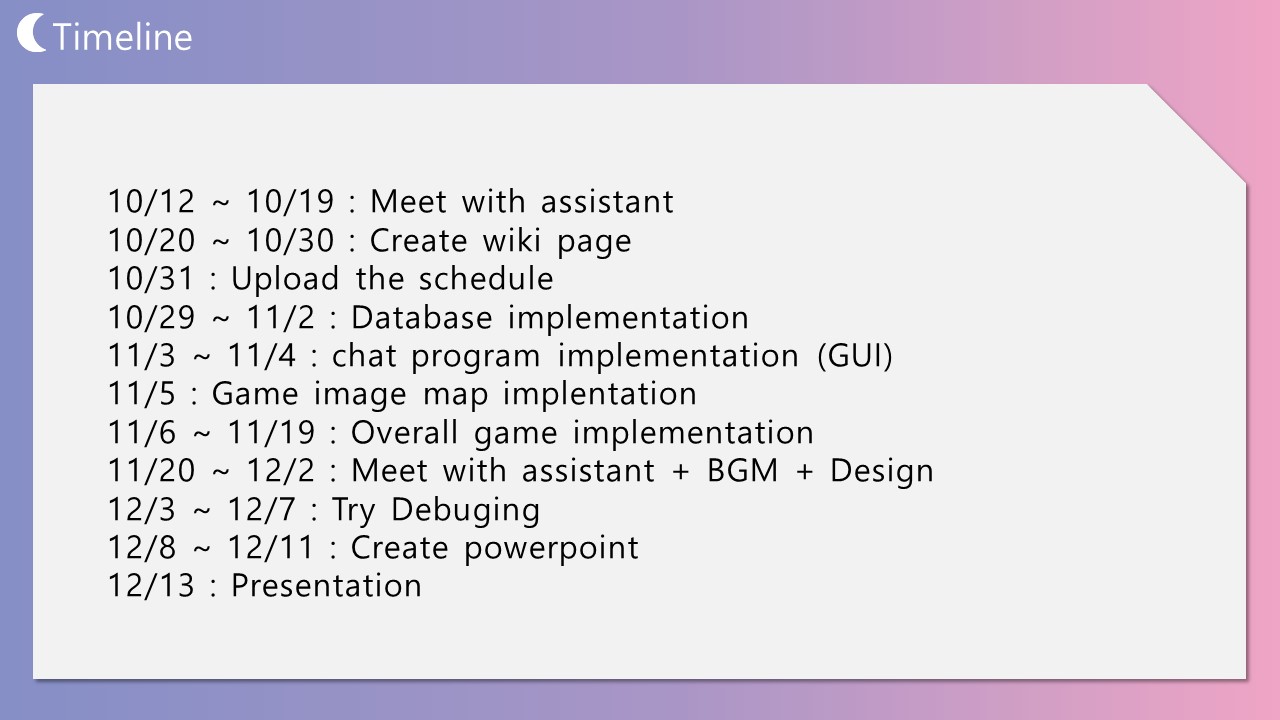 Timeline
10/12 ~ 10/19 : Meet with assistant
10/20 ~ 10/30 : Create wiki page
10/31 : Upload the schedule
10/29 ~ 11/2 : Database implementation
11/3 ~ 11/4 : chat program implementation (GUI)
11/5 : Game image map implentation
11/6 ~ 11/19 : Overall game implementation
11/20 ~ 12/2 : Meet with assistant + BGM + Design
12/3 ~ 12/7 : Try Debuging
12/8 ~ 12/11 : Create powerpoint
12/13 : Presentation